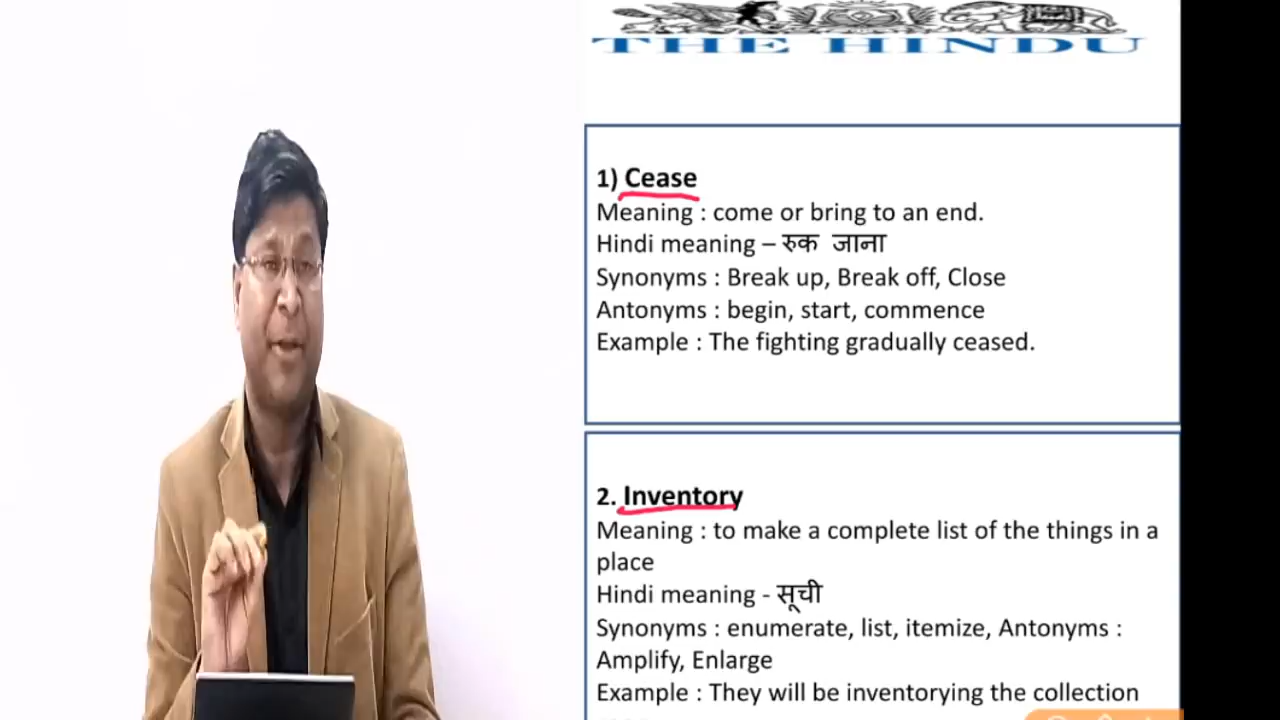 THE HINDU
1) Cease
Meaning : come or bring to an end.
Hindi meaning – रुक जाना
Synonyms : Break up, Break off, Close
Antonyms : begin, start, commence
Example : The fighting gradually ceased.
2. Inventory
Meaning : to make a complete list of the things in a
place
Hindi meaning - सूची
Synonyms : enumerate, list, itemize, Antonyms :
Amplify, Enlarge
Example : They will be inventorying the collection